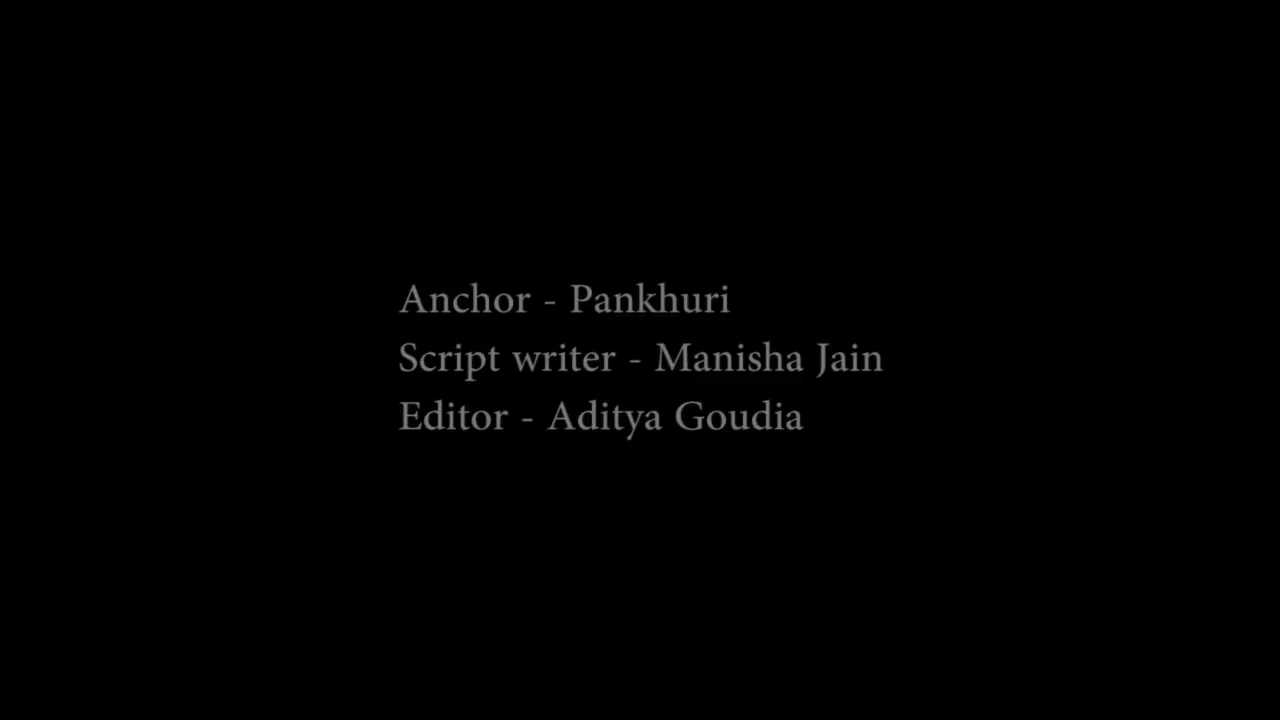 Anchor - Pankhuri
Script writer - Manisha Jain
Editor - Aditya Goudia